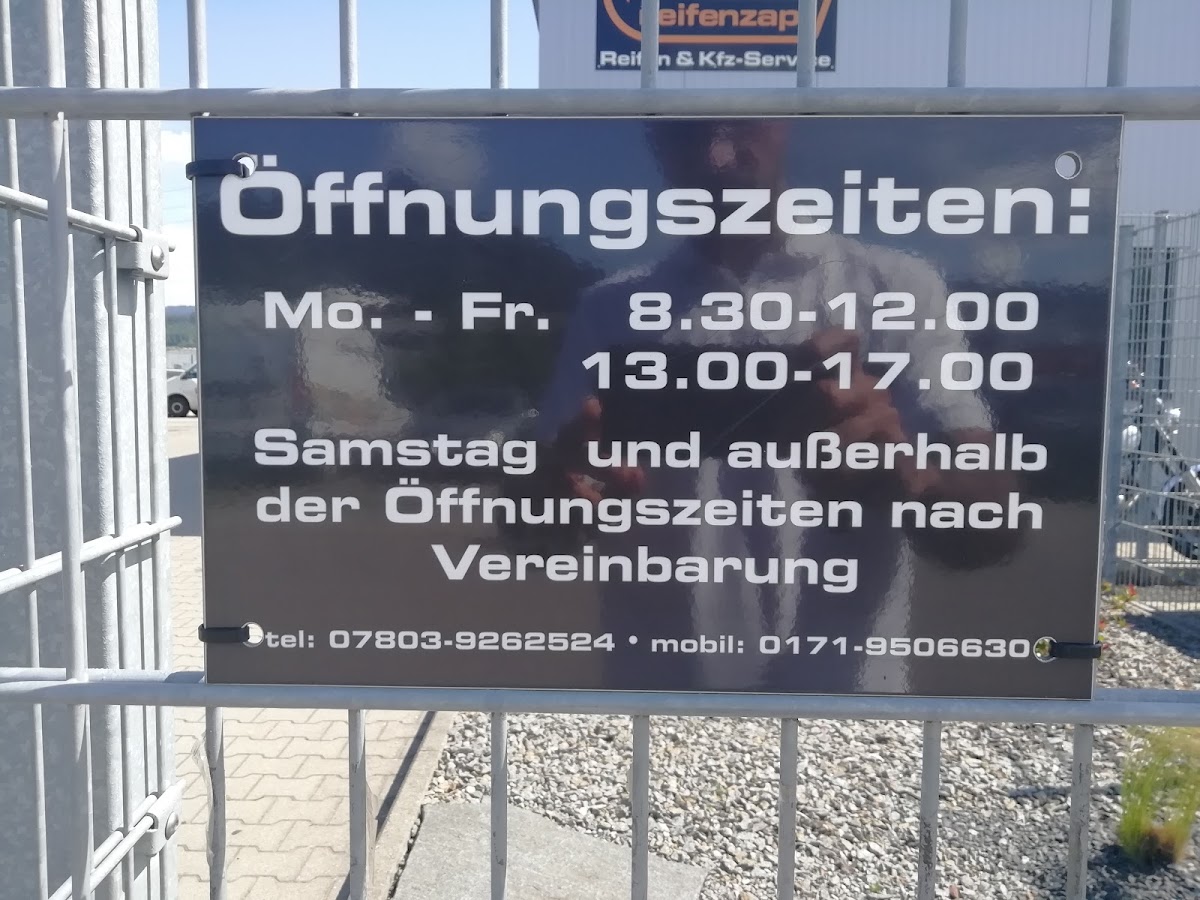 reifenzapf
Reifen & Kfz-Service
Öffnungszeiten:
Mo. - Fr. 8.30-12.00
13.00-17.00
Samstag und außerhalb
der Öffnungszeiten nach
Vereinbarung
tel: 07803-9262524 • mobil: 0171-9506630